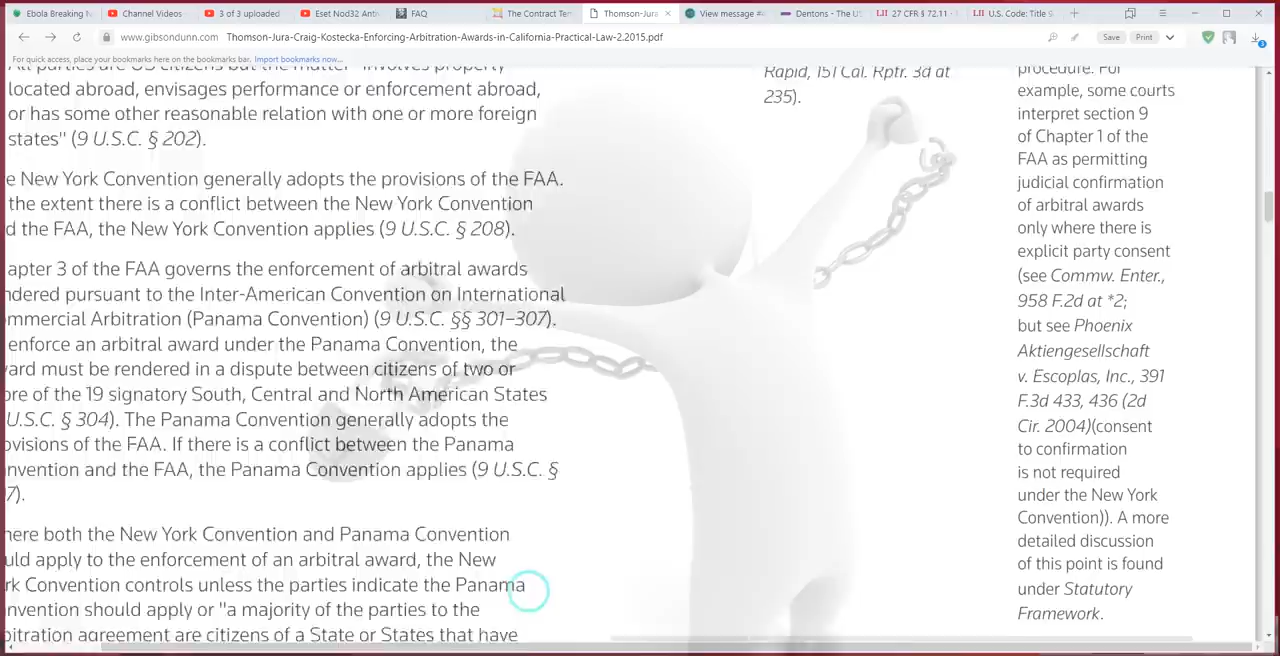 Ebola Breaking N
Channel Videos
3 of 3 uploaded
Eset Nod32 Anti
FAQ
The Contract Ter
Thomson-Jura
View message #
Dentons - The U
27 CFR § 72.11
U.S. Code: Title 9
www.gibsondunn.com Thomson-Jura-Craig-Kostecka-Enforcing-Arbitration-Awards-in-California-Practical-Law-2.2015.pdf
Save
Print
3
For quick access, place your bookmarks here on the bookmarks bar. Import bookmarks now...
All parties are US citizens but the matter "involves property
located abroad, envisages performance or enforcement abroad,
or has some other reasonable relation with one or more foreign
states" (9 U.S.C. § 202).
e New York Convention generally adopts the provisions of the FAA.
the extent there is a conflict between the New York Convention
d the FAA, the New York Convention applies (9 U.S.C. § 208).
apter 3 of the FAA governs the enforcement of arbitral awards
ndered pursuant to the Inter-American Convention on International
ommercial Arbitration (Panama Convention) (9 U.S.C. §§ 301–307).
enforce an arbitral award under the Panama Convention, the
ward must be rendered in a dispute between citizens of two or
ore of the 19 signatory South, Central and North American States
U.S.C. § 304). The Panama Convention generally adopts the
ovisions of the FAA. If there is a conflict between the Panama
nvention and the FAA, the Panama Convention applies (9 U.S.C. §
7).
here both the New York Convention and Panama Convention
uld apply to the enforcement of an arbitral award, the New
rk Convention controls unless the parties indicate the Panama
nvention should apply or "a majority of the parties to the
bitration agreement are citizens of a State or States that have
Rapid, 151 Cal. Rptr. 3d at
235).
procedure. For
example, some courts
interpret section 9
of Chapter 1 of the
FAA as permitting
judicial confirmation
of arbitral awards
only where there is
explicit party consent
(see Commw. Enter.,
958 F.2d at *2;
but see Phoenix
Aktiengesellschaft
v. Escoplas, Inc., 391
F.3d 433, 436 (2d
Cir. 2004)(consent
to confirmation
is not required
under the New York
Convention)). A more
detailed discussion
of this point is found
under Statutory
Framework.